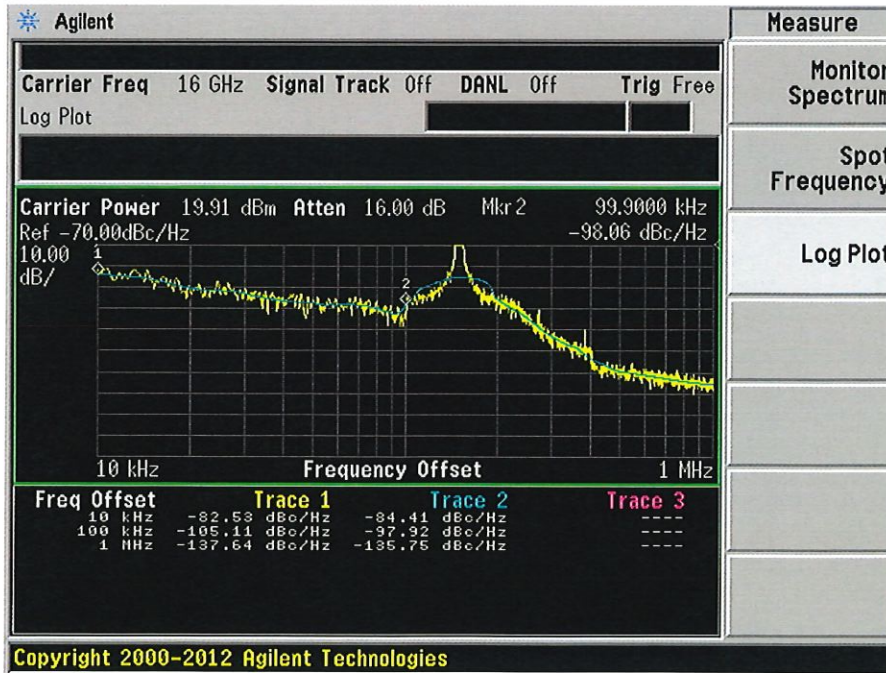 Agilent
Measure
Carrier Freq 16 GHz Signal Track Off DANL Off Trig Free
Log Plot
Monitor
Spectrum
Spot
Frequency
Log Plot
Carrier Power 19.91 dBm Atten 16.00 dB Mkr 2 99.9000 kHz
Ref -70.00dBc/Hz -98.06 dBc/Hz
10.00
dB/
1
2
10 kHz Frequency Offset 1 MHz
Freq Offset Trace 1 Trace 2 Trace 3
10 kHz -82.53 dBc/Hz -84.41 dBc/Hz ----
100 kHz -105.11 dBc/Hz -97.92 dBc/Hz ----
1 MHz -137.64 dBc/Hz -135.75 dBc/Hz ----
Copyright 2000-2012 Agilent Technologies